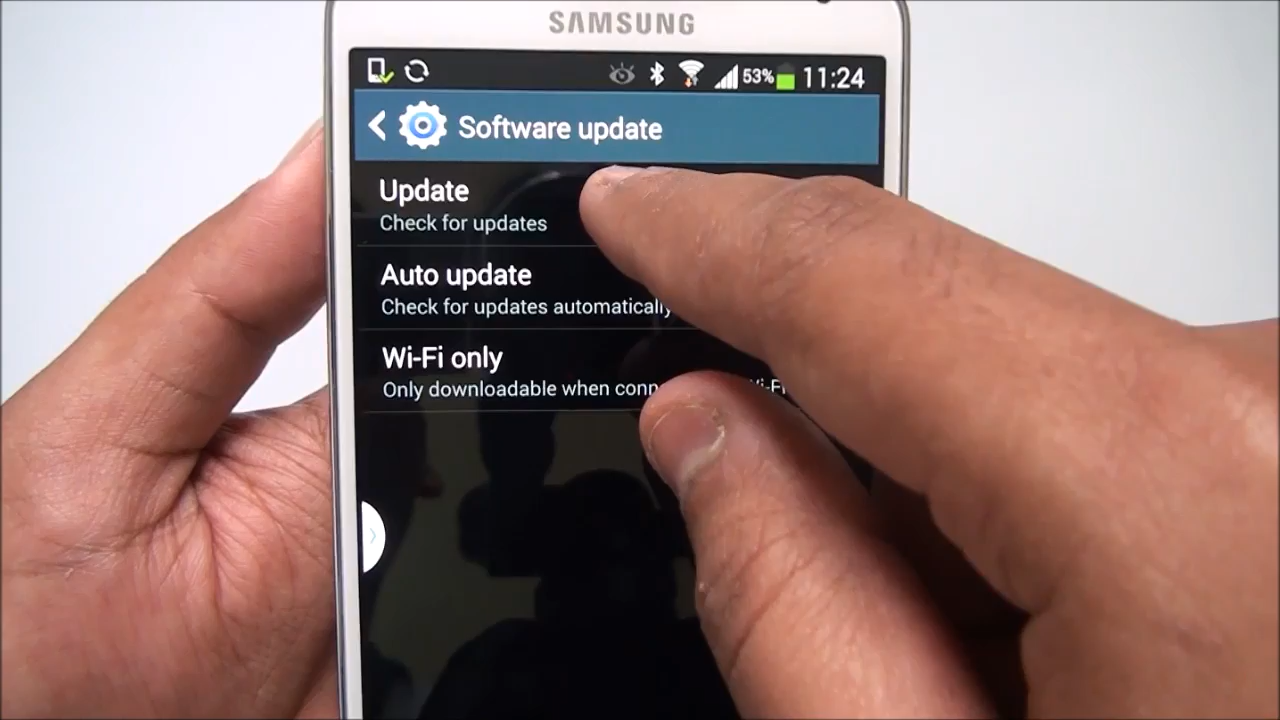 SAMSUNG
53% 11:24
Software update
Update
Check for updates
Auto update
Check for updates automatically
Wi-Fi only
Only downloadable when